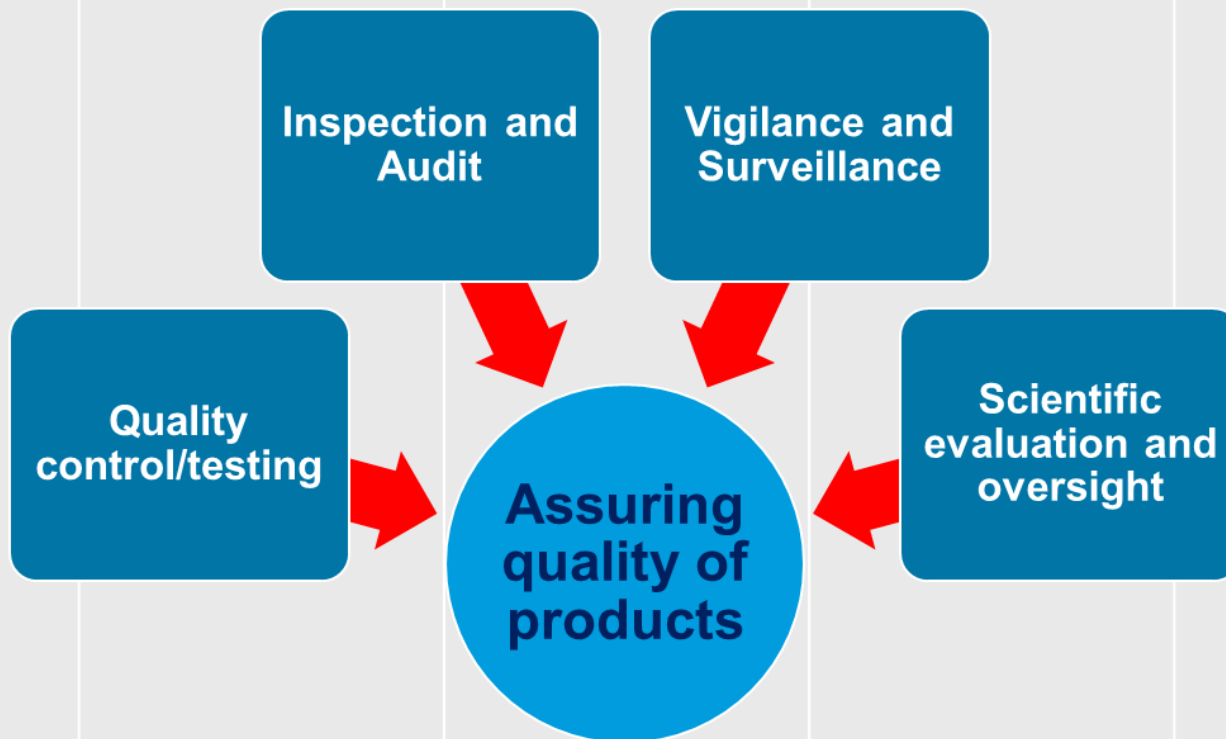 Inspection and
Audit
Vigilance and
Surveillance
Quality
control/testing
Scientific
evaluation and
oversight
Assuring
quality of
products